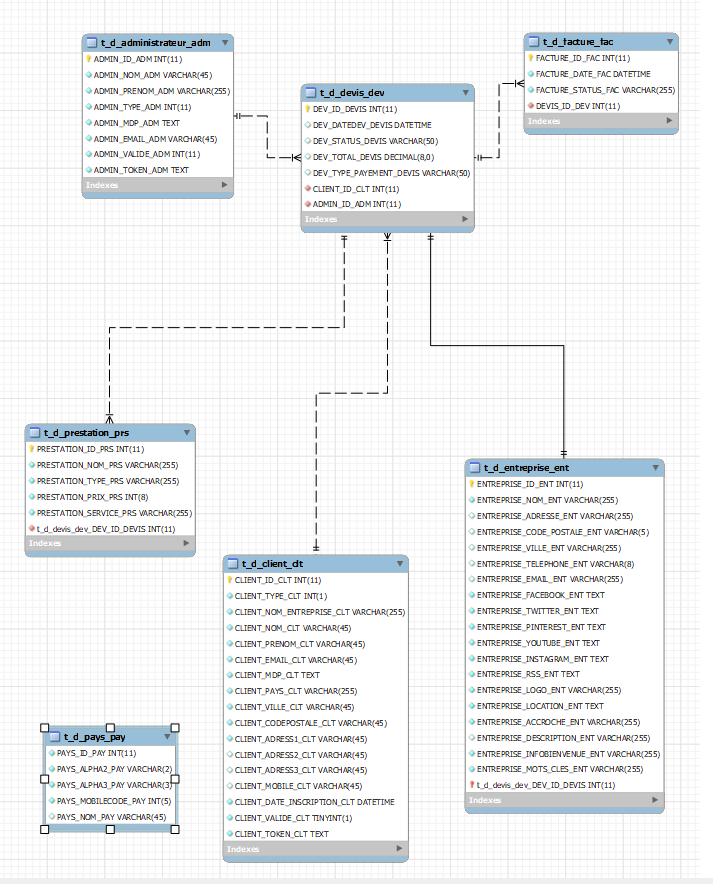 t_d_administrateur_adm
ADMIN_ID_ADM INT(11)
ADMIN_NOM_ADM VARCHAR(45)
ADMIN_PRENOM_ADM VARCHAR(255)
ADMIN_TYPE_ADM INT(11)
ADMIN_MDP_ADM TEXT
ADMIN_EMAIL_ADM VARCHAR(45)
ADMIN_VALIDE_ADM INT(11)
ADMIN_TOKEN_ADM TEXT
Indexes
t_d_devis_dev
DEV_ID_DEVIS INT(11)
DEV_DATEDEV_DEVIS DATETIME
DEV_STATUS_DEVIS VARCHAR(50)
DEV_TOTAL_DEVIS DECIMAL(8,0)
DEV_TYPE_PAYEMENT_DEVIS VARCHAR(50)
CLIENT_ID_CLT INT(11)
ADMIN_ID_ADM INT(11)
Indexes
t_d_facture_fac
FACTURE_ID_FAC INT(11)
FACTURE_DATE_FAC DATETIME
FACTURE_STATUS_FAC VARCHAR(255)
DEVIS_ID_DEV INT(11)
Indexes
t_d_prestation_prs
PRESTATION_ID_PRS INT(11)
PRESTATION_NOM_PRS VARCHAR(255)
PRESTATION_TYPE_PRS VARCHAR(255)
PRESTATION_PRIX_PRS INT(8)
PRESTATION_SERVICE_PRS VARCHAR(255)
t_d_devis_dev_DEV_ID_DEVIS INT(11)
Indexes
t_d_client_clt
CLIENT_ID_CLT INT(11)
CLIENT_TYPE_CLT INT(1)
CLIENT_NOM_ENTREPRISE_CLT VARCHAR(255)
CLIENT_NOM_CLT VARCHAR(45)
CLIENT_PRENOM_CLT VARCHAR(45)
CLIENT_EMAIL_CLT VARCHAR(45)
CLIENT_MDP_CLT TEXT
CLIENT_PAYS_CLT VARCHAR(255)
CLIENT_VILLE_CLT VARCHAR(45)
CLIENT_CODEPOSTALE_CLT VARCHAR(45)
CLIENT_ADRESS1_CLT VARCHAR(45)
CLIENT_ADRESS2_CLT VARCHAR(45)
CLIENT_ADRESS3_CLT VARCHAR(45)
CLIENT_MOBILE_CLT VARCHAR(45)
CLIENT_DATE_INSCRIPTION_CLT DATETIME
CLIENT_VALIDE_CLT TINYINT(1)
CLIENT_TOKEN_CLT TEXT
Indexes
t_d_entreprise_ent
ENTREPRISE_ID_ENT INT(11)
ENTREPRISE_NOM_ENT VARCHAR(255)
ENTREPRISE_ADRESSE_ENT VARCHAR(255)
ENTREPRISE_CODE_POSTALE_ENT VARCHAR(5)
ENTREPRISE_VILLE_ENT VARCHAR(255)
ENTREPRISE_TELEPHONE_ENT VARCHAR(8)
ENTREPRISE_EMAIL_ENT VARCHAR(255)
ENTREPRISE_FACEBOOK_ENT TEXT
ENTREPRISE_TWITTER_ENT TEXT
ENTREPRISE_PINTEREST_ENT TEXT
ENTREPRISE_YOUTUBE_ENT TEXT
ENTREPRISE_INSTAGRAM_ENT TEXT
ENTREPRISE_RSS_ENT TEXT
ENTREPRISE_LOGO_ENT VARCHAR(255)
ENTREPRISE_LOCATION_ENT TEXT
ENTREPRISE_ACCROCHE_ENT VARCHAR(255)
ENTREPRISE_DESCRIPTION_ENT VARCHAR(255)
ENTREPRISE_INFOBIENVENUE_ENT VARCHAR(255)
ENTREPRISE_MOTS_CLES_ENT VARCHAR(255)
t_d_devis_dev_DEV_ID_DEVIS INT(11)
Indexes
t_d_pays_pay
PAYS_ID_PAY INT(11)
PAYS_ALPHA2_PAY VARCHAR(2)
PAYS_ALPHA3_PAY VARCHAR(3)
PAYS_MOBILECODE_PAY INT(5)
PAYS_NOM_PAY VARCHAR(45)